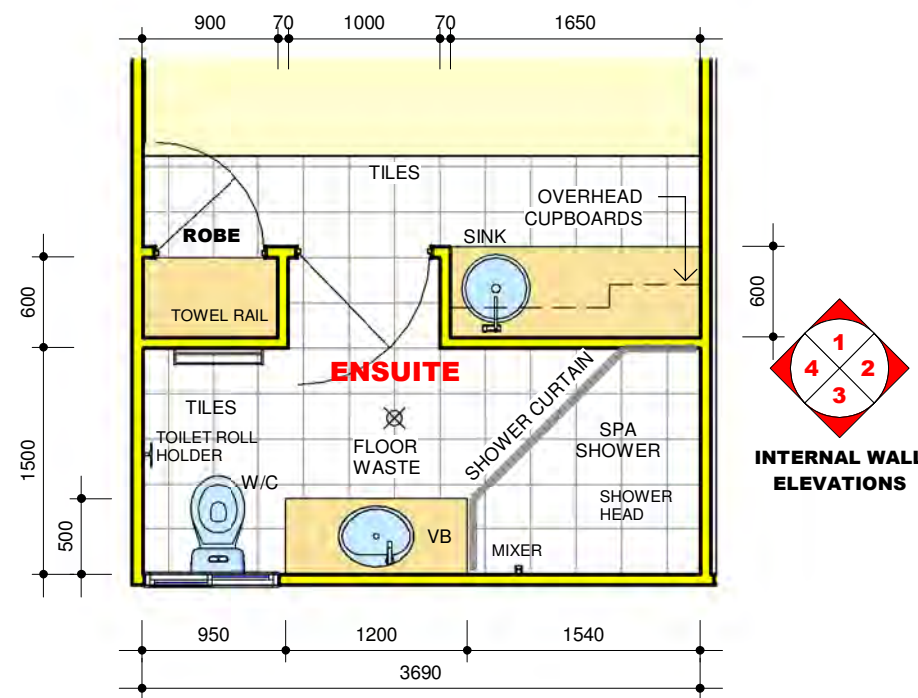 900 70 1000 70 1650
TILES
OVERHEAD
CUPBOARDS
ROBE
SINK
600
600
TOWEL RAIL
1
4 2
3
ENSUITE
SHOWER CURTAIN
TILES
SPA
SHOWER
TOILET ROLL
HOLDER
FLOOR
WASTE
INTERNAL WALL
ELEVATIONS
1500
W/C
SHOWER
HEAD
500
VB
MIXER
950 1200 1540
3690